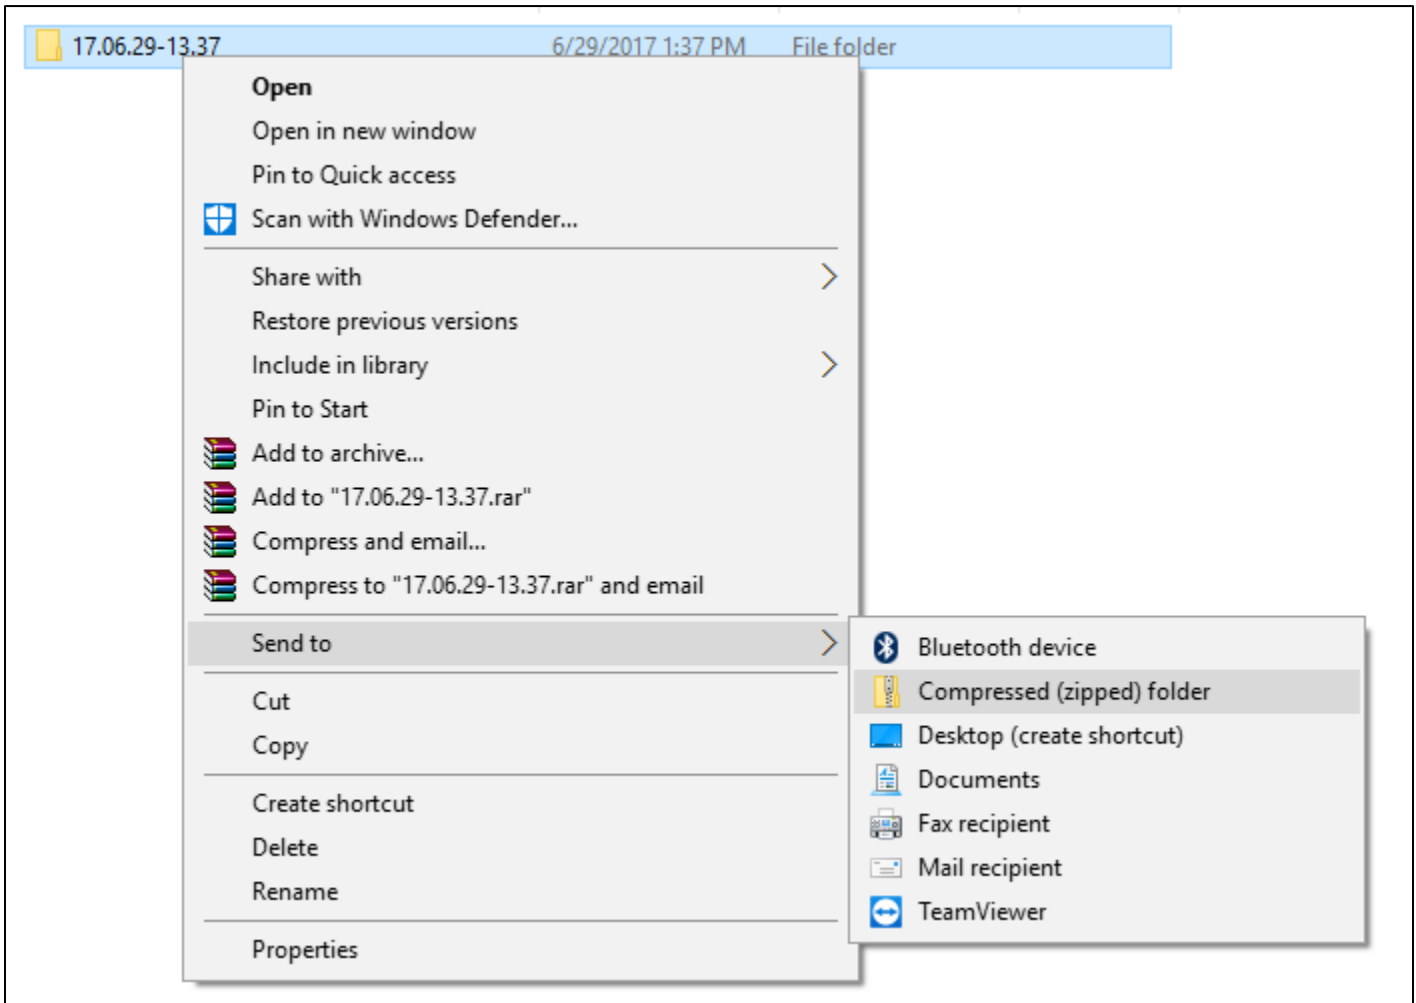 17.06.29-13.37 6/29/2017 1:37 PM File folder
Open
Open in new window
Pin to Quick access
Scan with Windows Defender...
Share with
Restore previous versions
Include in library
Pin to Start
Add to archive...
Add to "17.06.29-13.37.rar"
Compress and email...
Compress to "17.06.29-13.37.rar" and email
Send to
Cut
Copy
Create shortcut
Delete
Rename
Properties
Bluetooth device
Compressed (zipped) folder
Desktop (create shortcut)
Documents
Fax recipient
Mail recipient
TeamViewer